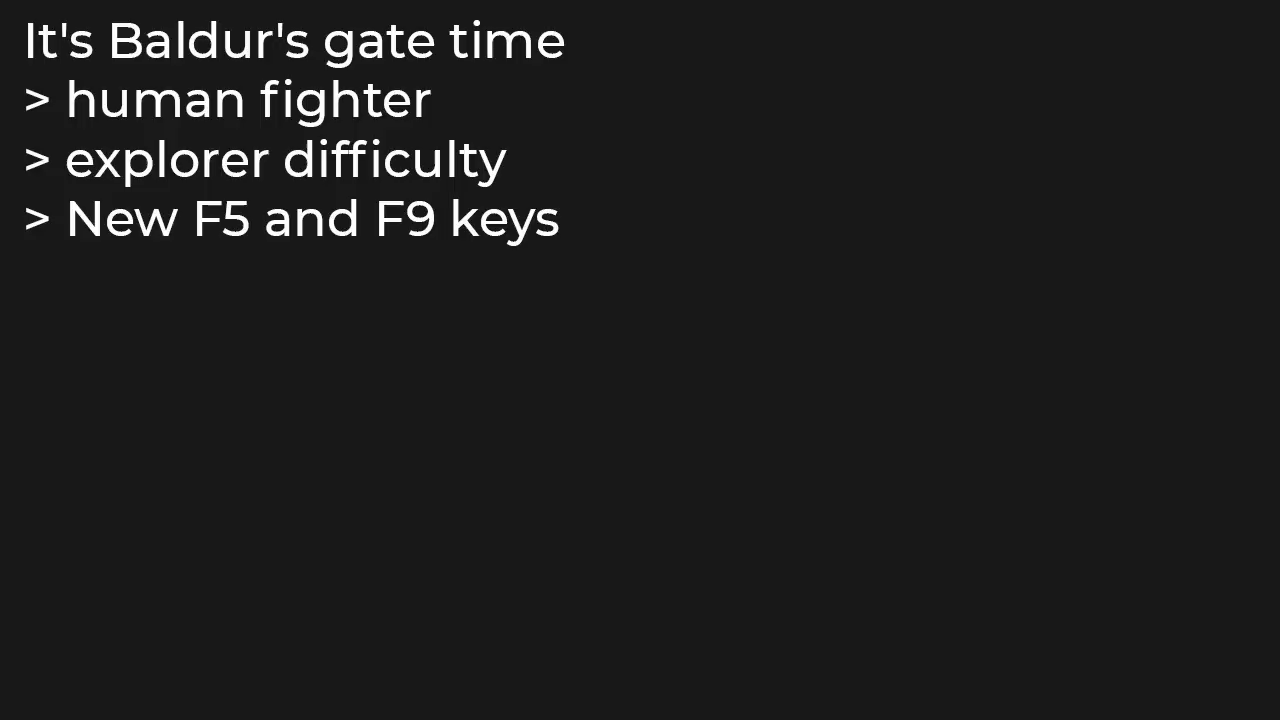 It's Baldur's gate time
> human fighter
> explorer difficulty
> New F5 and F9 keys